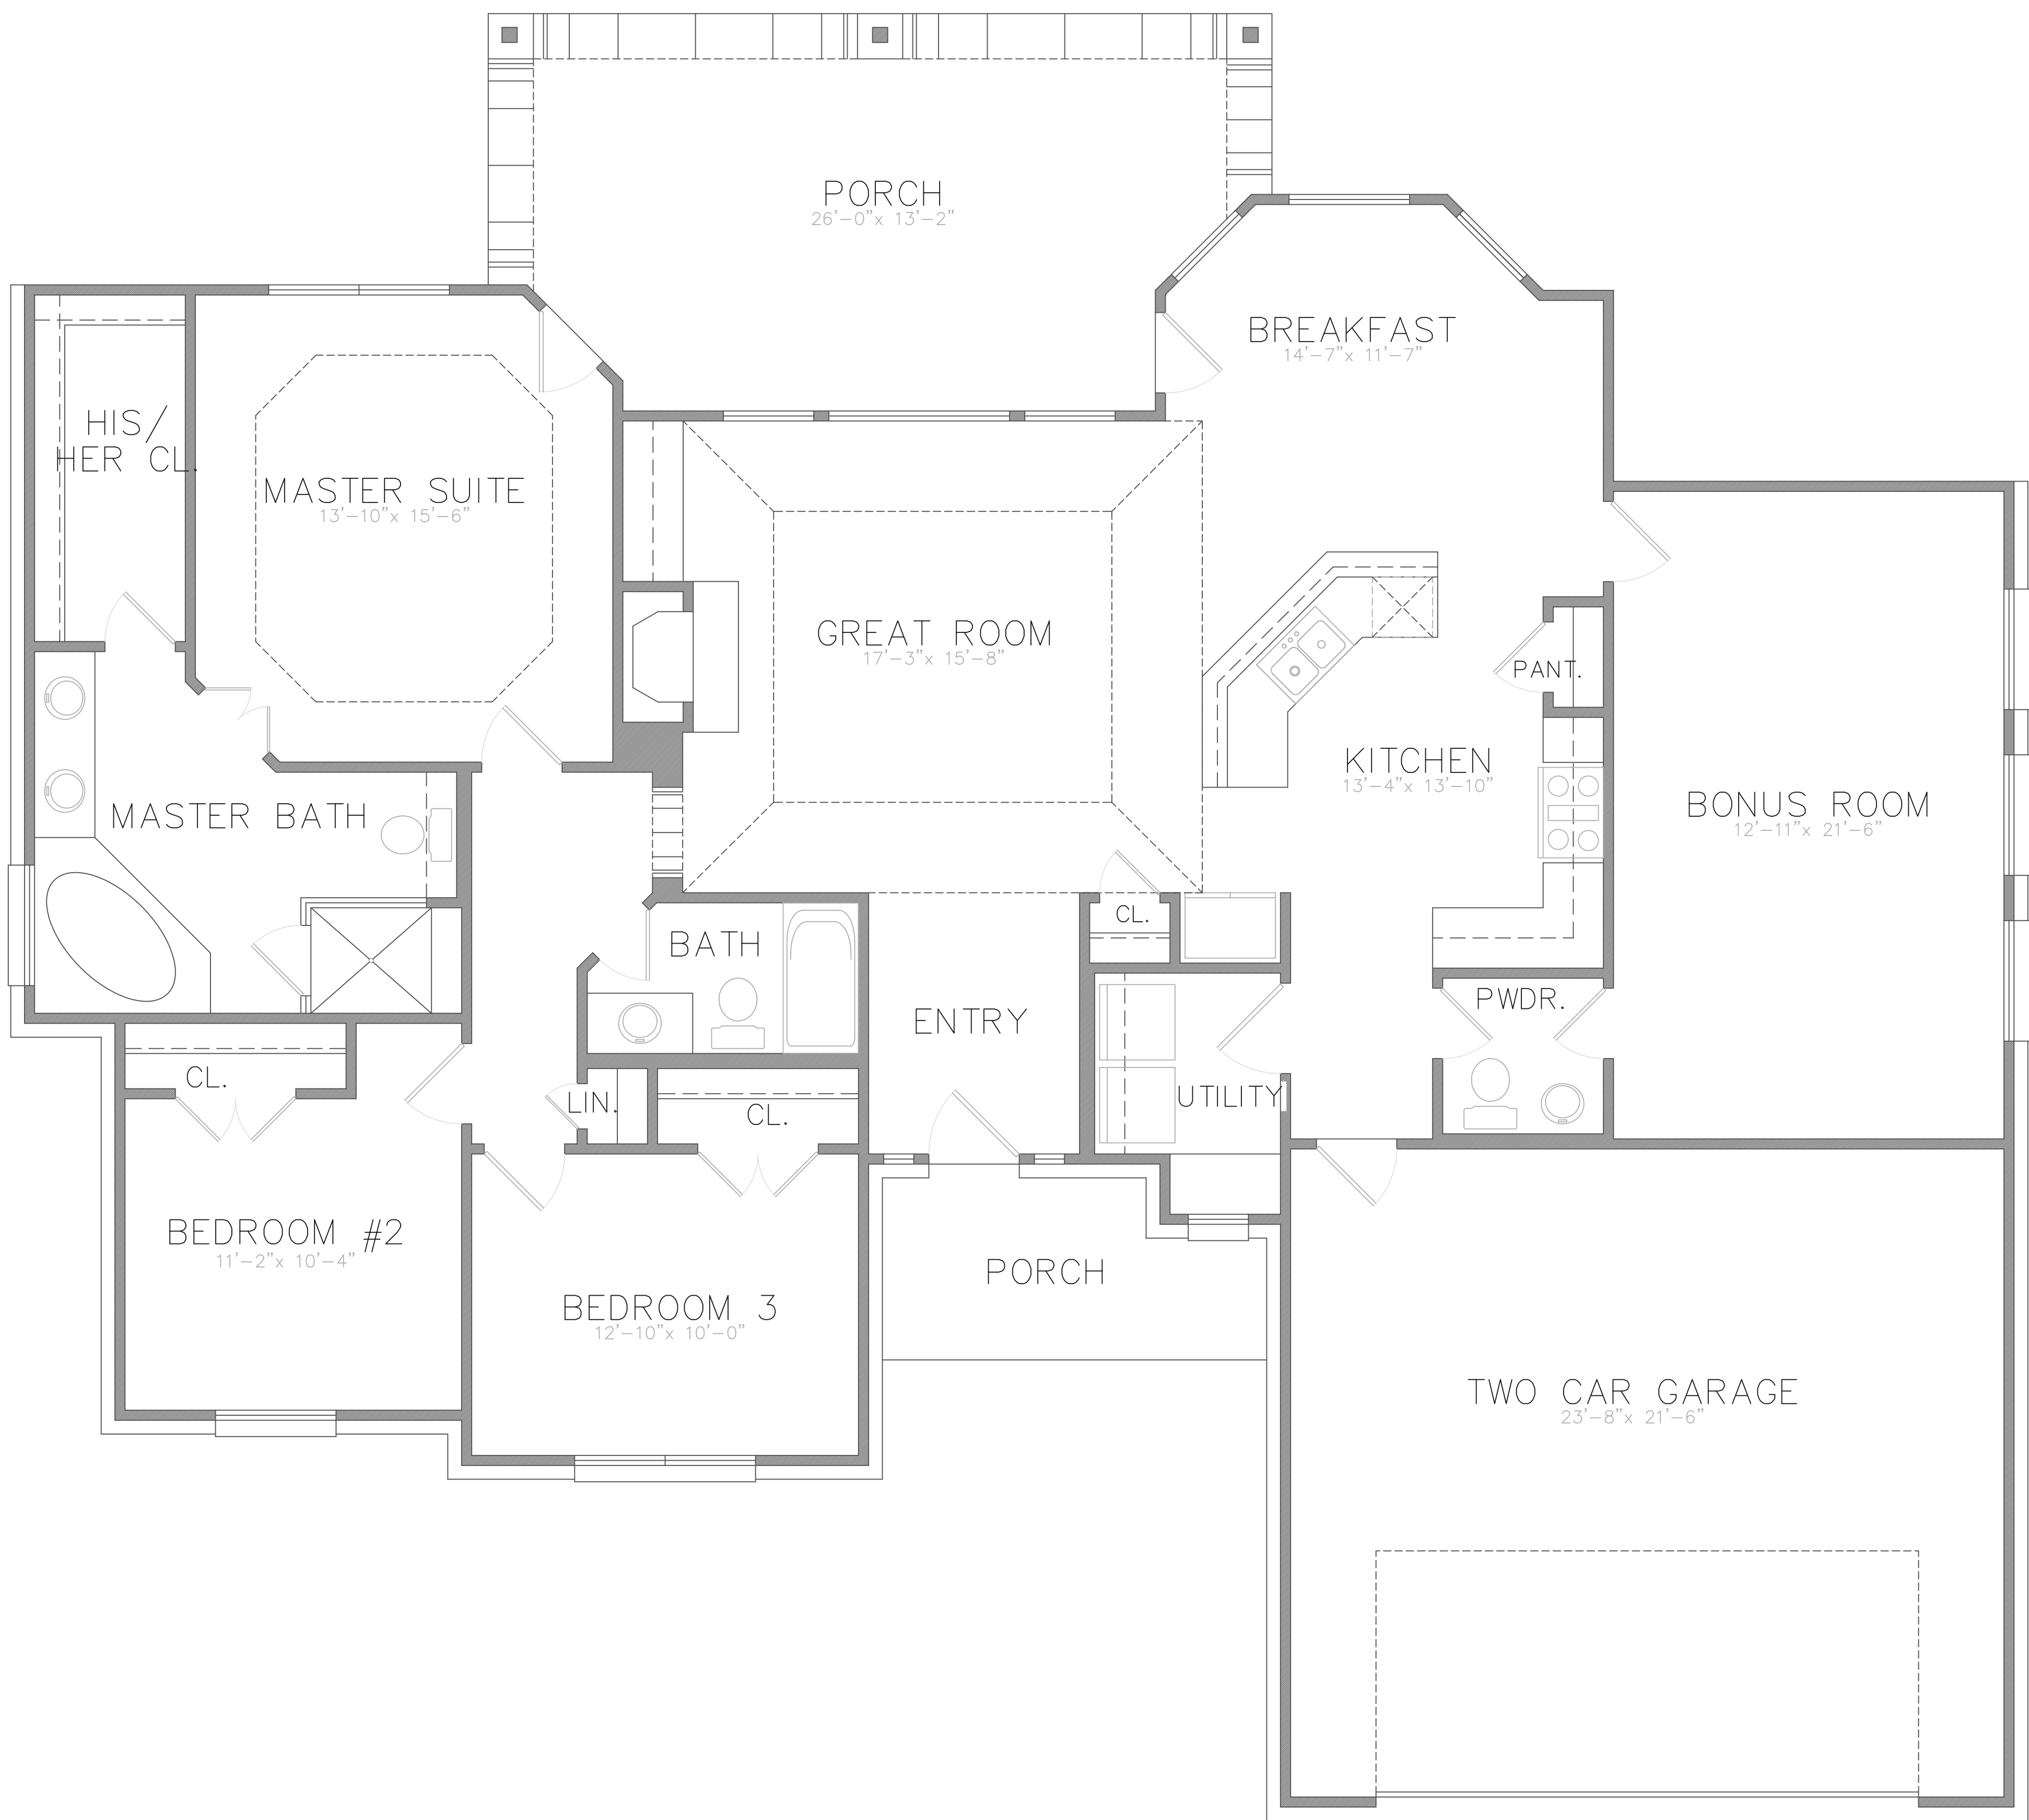 PORCH
26'-0"x 13'-2"
BREAKFAST
14'-7"x 11'-7"
HIS/
HER CL.
MASTER SUITE
13'-10"x 15'-6"
GREAT ROOM
17'-3"x 15'-8"
PANT.
KITCHEN
13'-4"x 13'-10"
BONUS ROOM
12'-11"x 21'-6"
MASTER BATH
CL.
BATH
PWDR.
ENTRY
CL.
UTILITY
LIN.
CL.
BEDROOM #2
11'-2"x 10'-4"
PORCH
BEDROOM 3
12'-10"x 10'-0"
TWO CAR GARAGE
23'-8"x 21'-6"